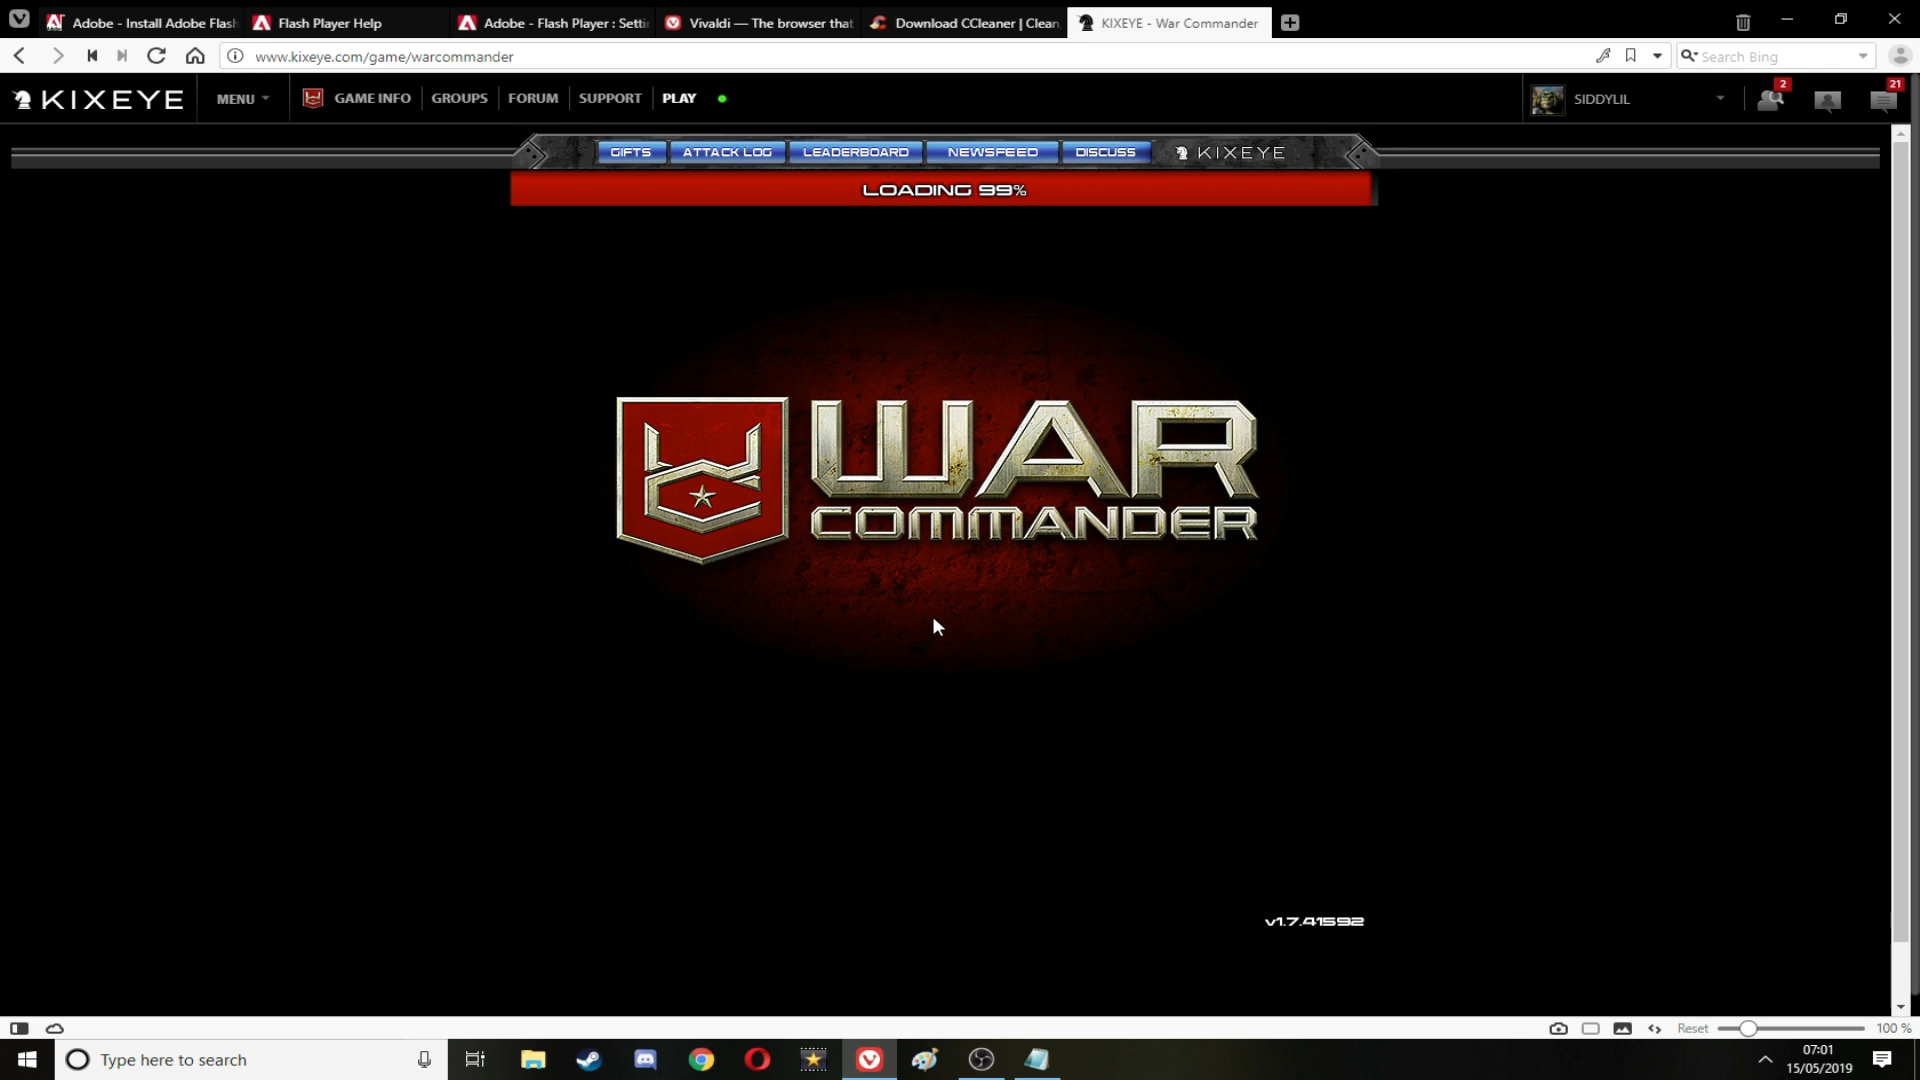 Adobe - Install Adobe Flash
Flash Player Help
Adobe - Flash Player : Setti
Vivaldi — The browser that
Download CCleaner | Clean
KIXEYE - War Commander
www.kixeye.com/game/warcommander
Search Bing
KIXEYE
MENU
GAME INFO
GROUPS
FORUM
SUPPORT
PLAY
SIDDYLIL
2
21
GIFTS
ATTACK LOG
LEADERBOARD
NEWSFEED
DISCUSS
KIXEYE
LOADING 99%
WAR
COMMANDER
v1.7.41592
Reset
100 %
Type here to search
07:01
15/05/2019